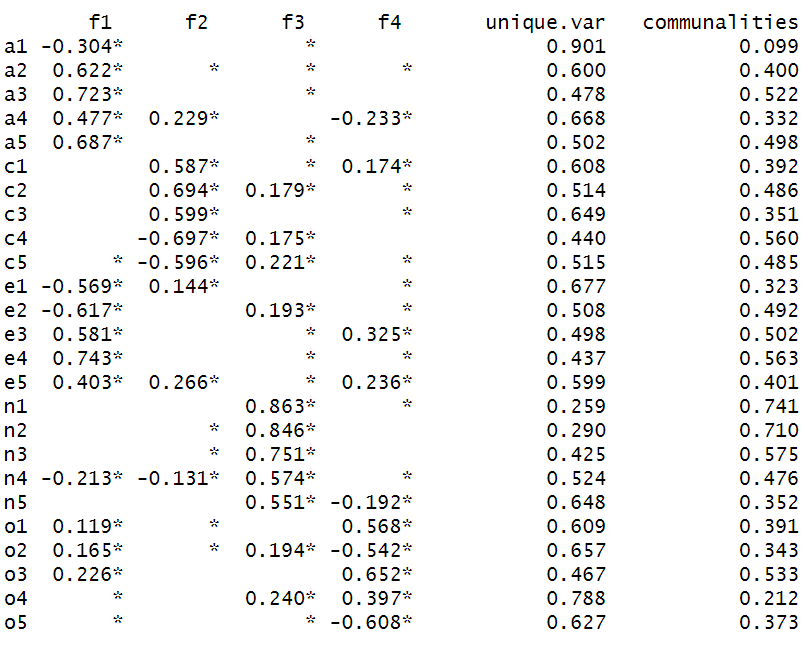 f1     f2     f3     f4       unique.var   communalities
a1 -0.304*               *                0.901           0.099
a2  0.622*       *       *       *        0.600           0.400
a3  0.723*               *                0.478           0.522
a4  0.477*  0.229*         -0.233*        0.668           0.332
a5  0.687*               *                0.502           0.498
c1          0.587*       *  0.174*        0.608           0.392
c2          0.694*  0.179*       *        0.514           0.486
c3          0.599*               *        0.649           0.351
c4         -0.697*  0.175*                0.440           0.560
c5       * -0.596*  0.221*       *        0.515           0.485
e1 -0.569*  0.144*               *        0.677           0.323
e2 -0.617*          0.193*       *        0.508           0.492
e3  0.581*               *  0.325*        0.498           0.502
e4  0.743*               *       *        0.437           0.563
e5  0.403*  0.266*       *  0.236*        0.599           0.401
n1                  0.863*       *        0.259           0.741
n2               *  0.846*                0.290           0.710
n3               *  0.751*                0.425           0.575
n4 -0.213* -0.131*  0.574*       *        0.524           0.476
n5                  0.551* -0.192*        0.648           0.352
o1  0.119*       *          0.568*        0.609           0.391
o2  0.165*       *  0.194* -0.542*        0.657           0.343
o3  0.226*                  0.652*        0.467           0.533
o4       *          0.240*  0.397*        0.788           0.212
o5       *               * -0.608*        0.627           0.373